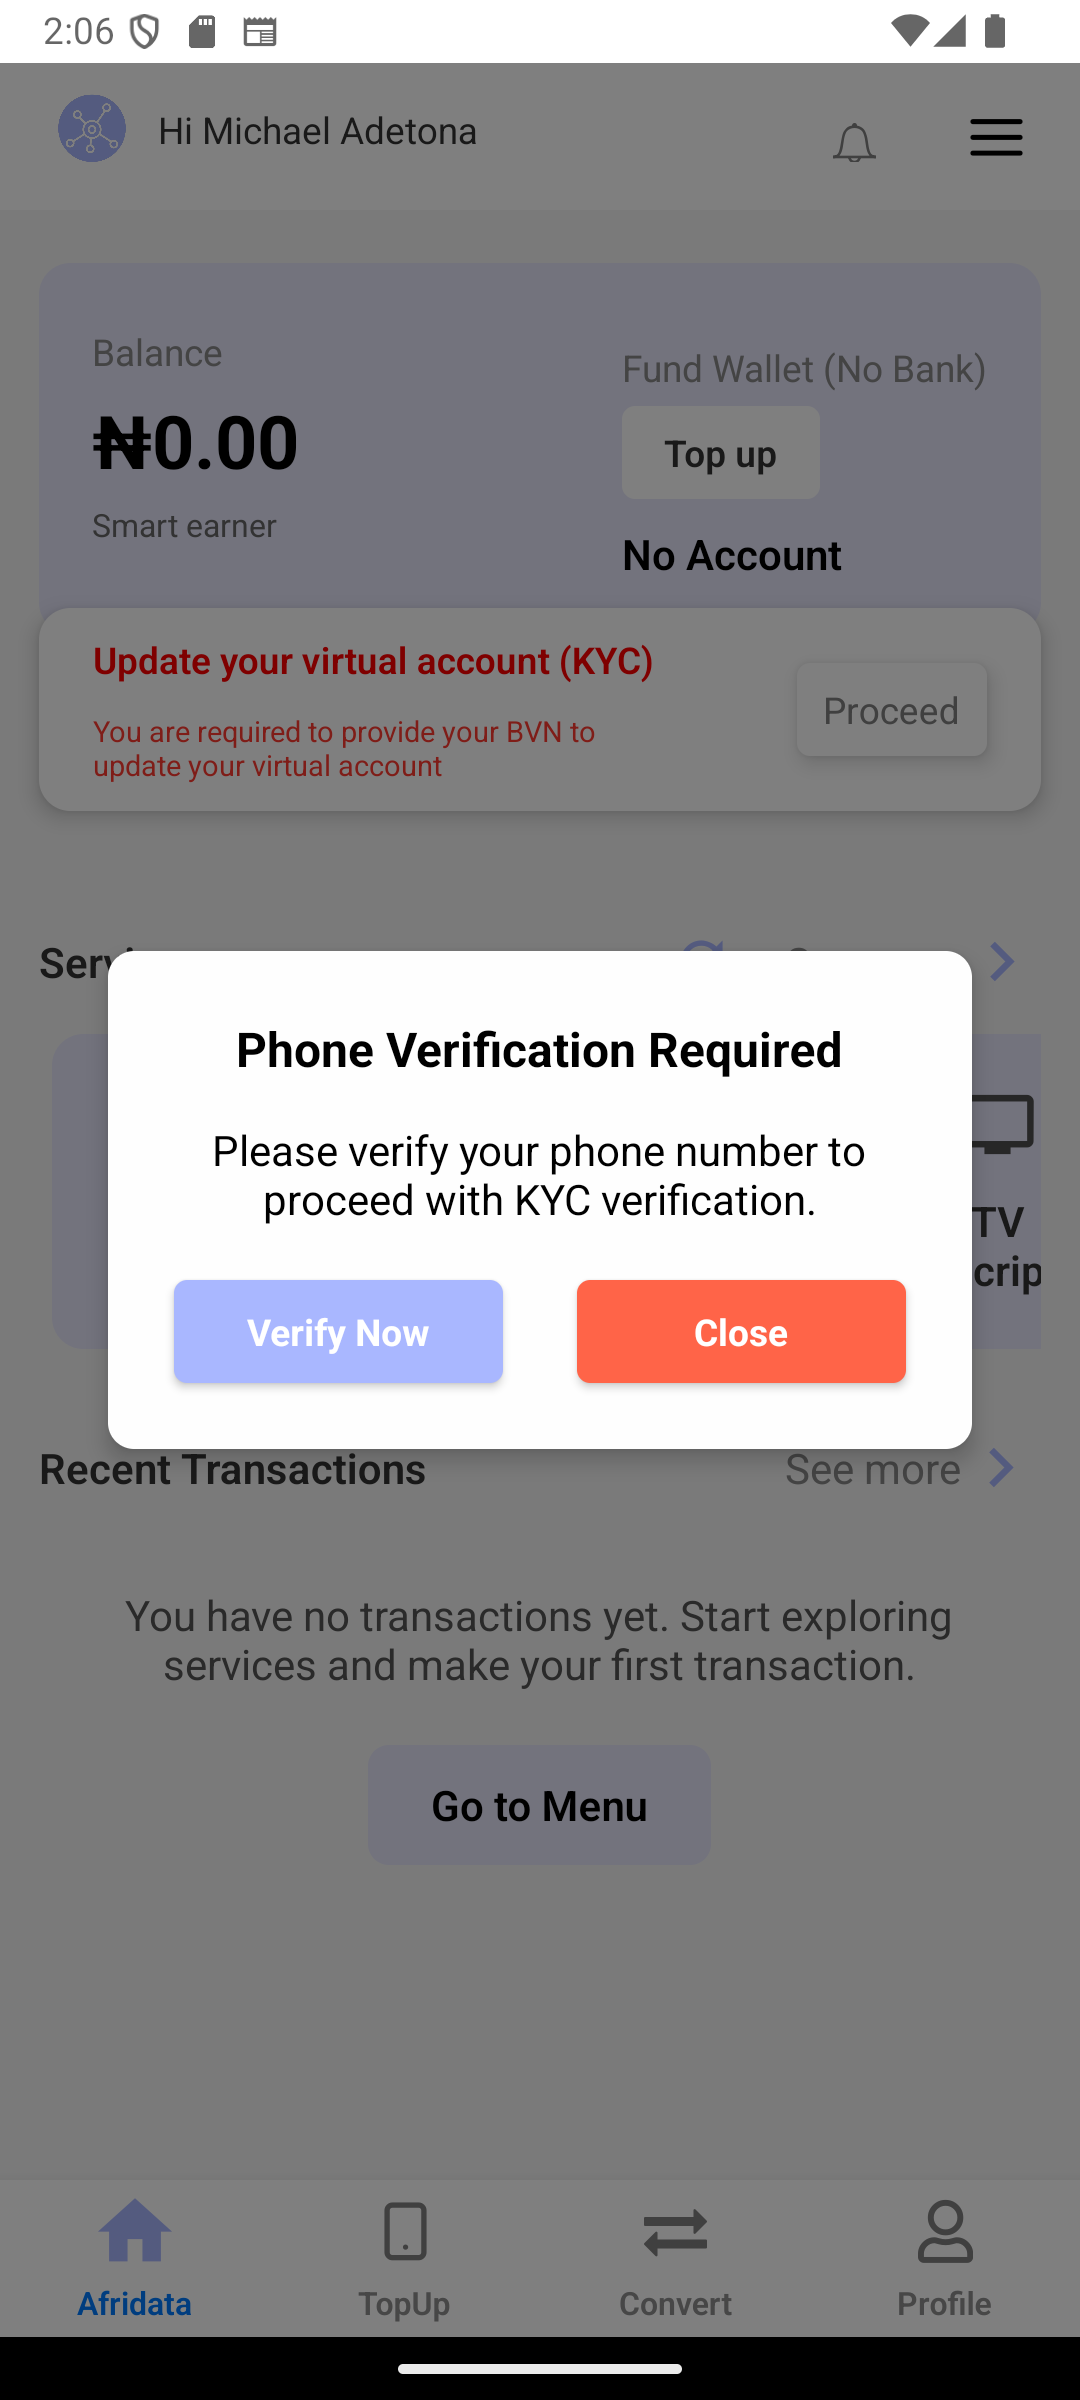 2:06
Hi Michael Adetona
Balance
₦0.00
Smart earner
Fund Wallet (No Bank)
Top up
No Account
Update your virtual account (KYC)
You are required to provide your BVN to
update your virtual account
Proceed
Phone Verification Required
Please verify your phone number to
proceed with KYC verification.
Verify Now
Close
TV
Recent Transactions
See more
You have no transactions yet. Start exploring
services and make your first transaction.
Go to Menu
Afridata
TopUp
Convert
Profile